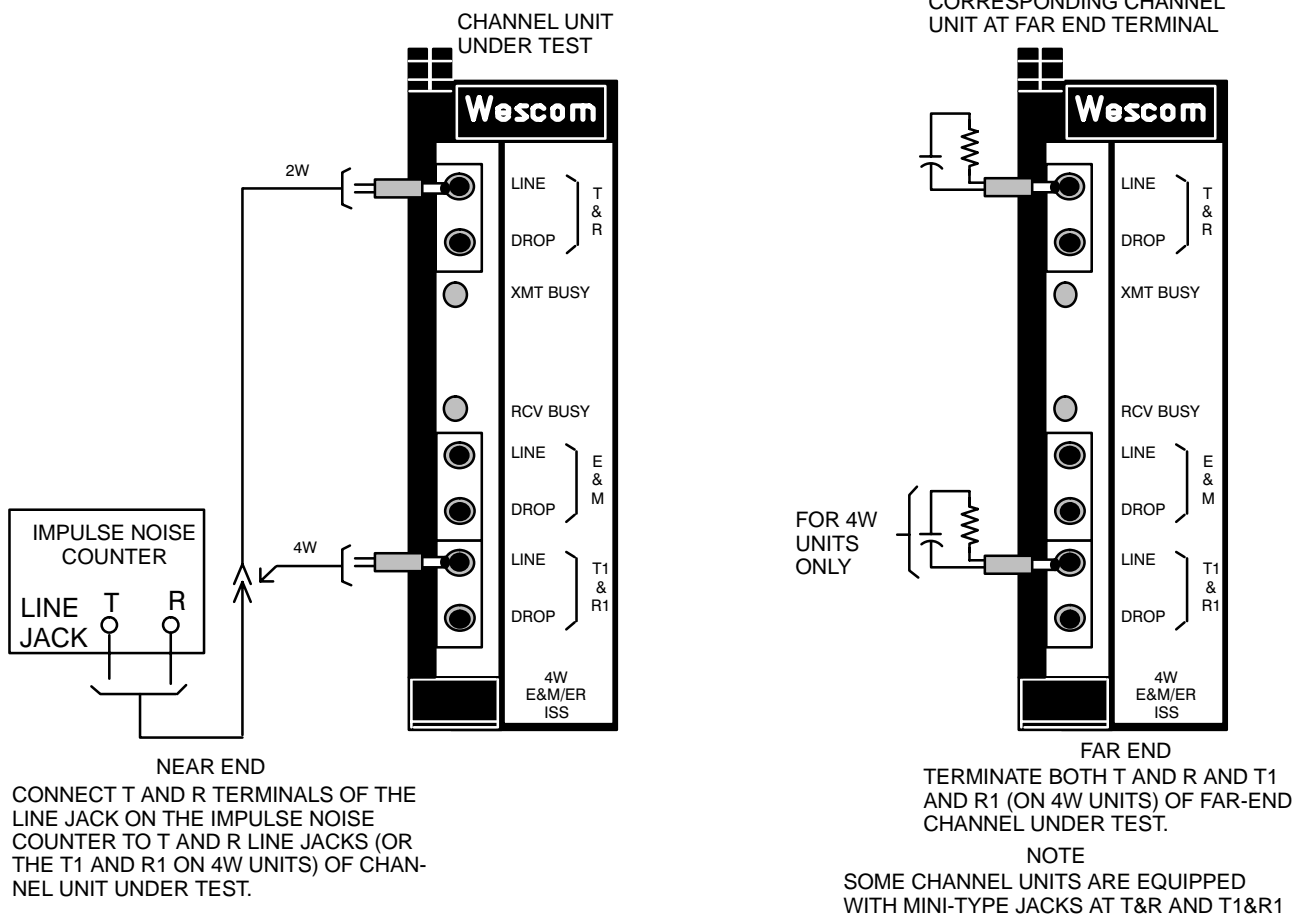 CHANNEL UNIT
UNDER TEST
Wescom
2W
LINE
DROP
T
&
R
XMT BUSY
RCV BUSY
LINE
DROP
E
&
M
4W
LINE
DROP
T1
&
R1
4W
E&M/ER
ISS
IMPULSE NOISE
COUNTER
LINE
JACK
T
R
NEAR END
CONNECT T AND R TERMINALS OF THE
LINE JACK ON THE IMPULSE NOISE
COUNTER TO T AND R LINE JACKS (OR
THE T1 AND R1 ON 4W UNITS) OF CHAN-
NEL UNIT UNDER TEST.
CORRESPONDING CHANNEL
UNIT AT FAR END TERMINAL
Wescom
LINE
DROP
T
&
R
XMT BUSY
RCV BUSY
LINE
DROP
E
&
M
FOR 4W
UNITS
ONLY
LINE
DROP
T1
&
R1
4W
E&M/ER
ISS
FAR END
TERMINATE BOTH T AND R AND T1
AND R1 (ON 4W UNITS) OF FAR-END
CHANNEL UNDER TEST.
NOTE
SOME CHANNEL UNITS ARE EQUIPPED
WITH MINI-TYPE JACKS AT T&R AND T1&R1